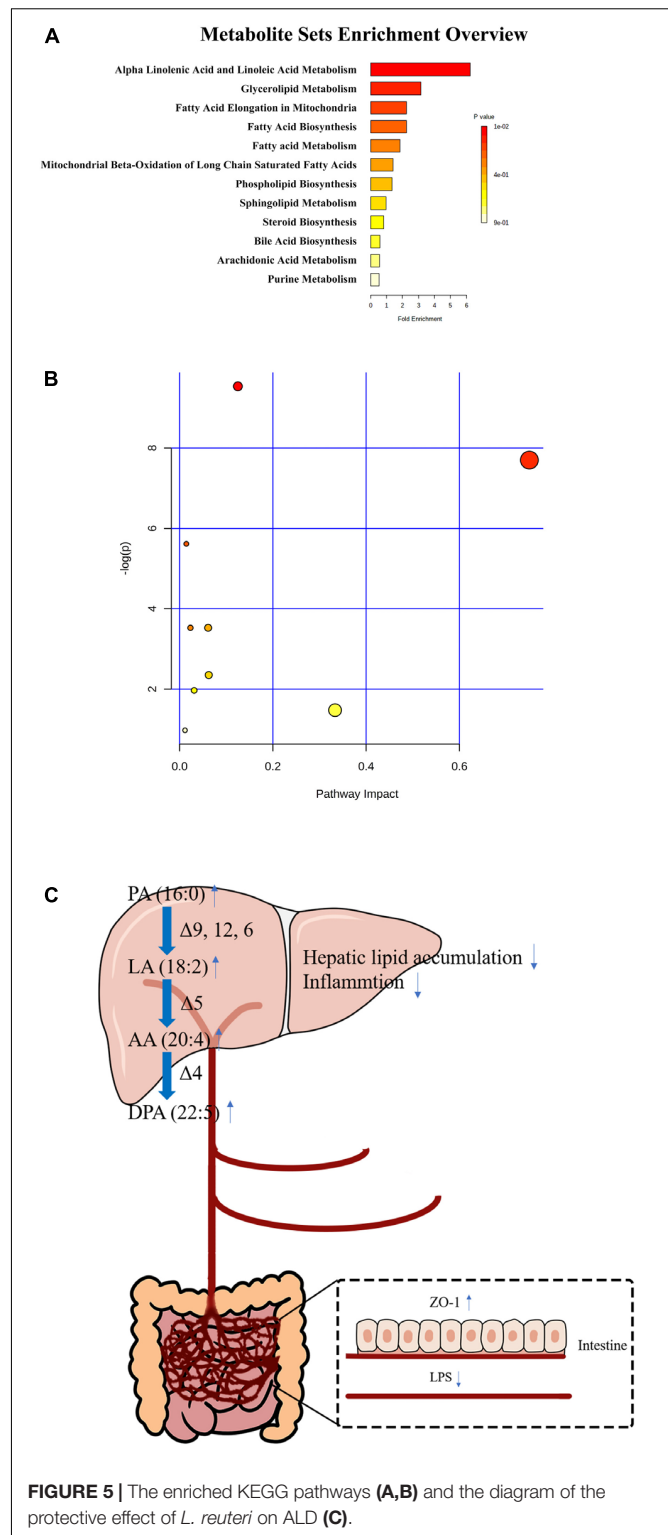 A
Metabolite Sets Enrichment Overview
Alpha Linolenic Acid and Linoleic Acid Metabolism
Glycerolipid Metabolism
Fatty Acid Elongation in Mitochondria
Fatty Acid Biosynthesis
Fatty acid Metabolism
Mitochondrial Beta-Oxidation of Long Chain Saturated Fatty Acids
Phospholipid Biosynthesis
Sphingolipid Metabolism
Steroid Biosynthesis
Bile Acid Biosynthesis
Arachidonic Acid Metabolism
Purine Metabolism
P value
1e-02
4e-01
9e-01
0 1 2 3 4 5 6
Fold Enrichment
B
8
6
4
2
-log(p)
0.0 0.2 0.4 0.6
Pathway Impact
C
PA (16:0) ↑
Δ9, 12, 6
LA (18:2) ↑
Δ5
AA (20:4) ↑
Δ4
DPA (22:5) ↑
Hepatic lipid accumulation ↓
Inflammtion ↓
ZO-1 ↑
Intestine
LPS ↓
FIGURE 5 | The enriched KEGG pathways (A,B) and the diagram of the
protective effect of L. reuteri on ALD (C).